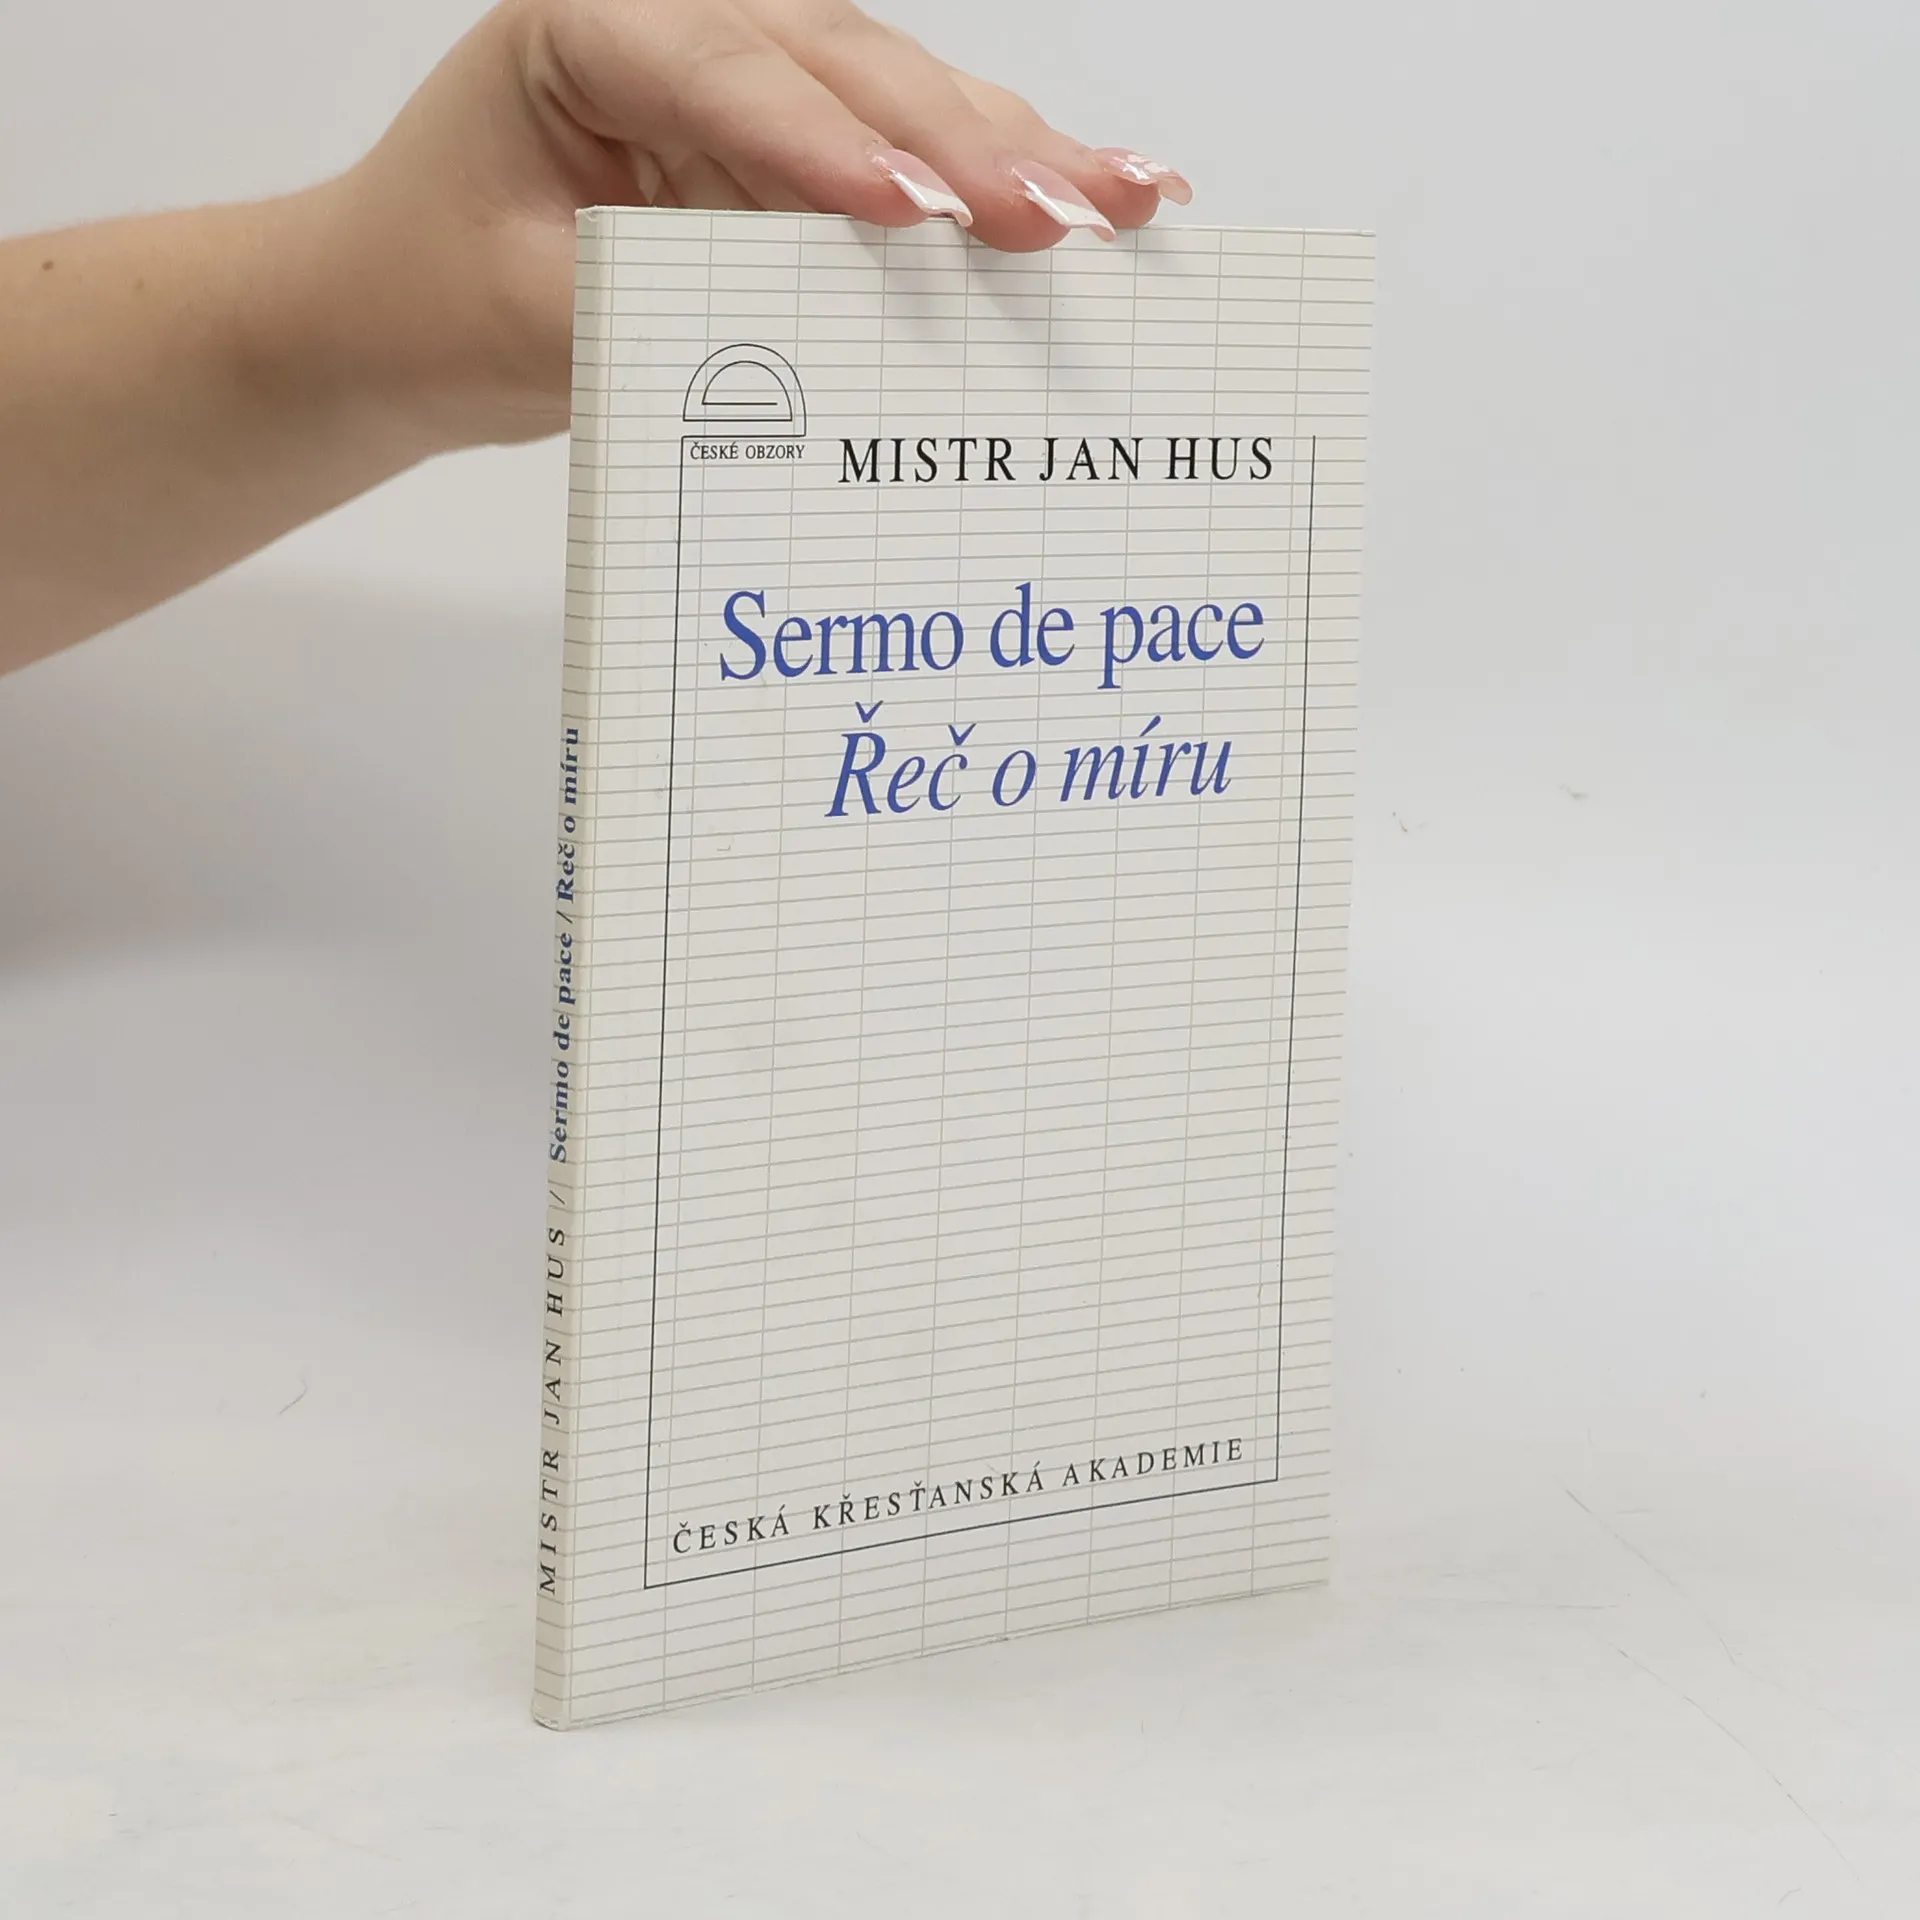 ČESKÉ OBZORY
MISTR JAN HUS
Sermo de pace
Řeč o míru
ČESKÁ KŘESŤANSKÁ AKADEMIE
MISTR JAN HUS // Sermo de pace / Řeč o míru